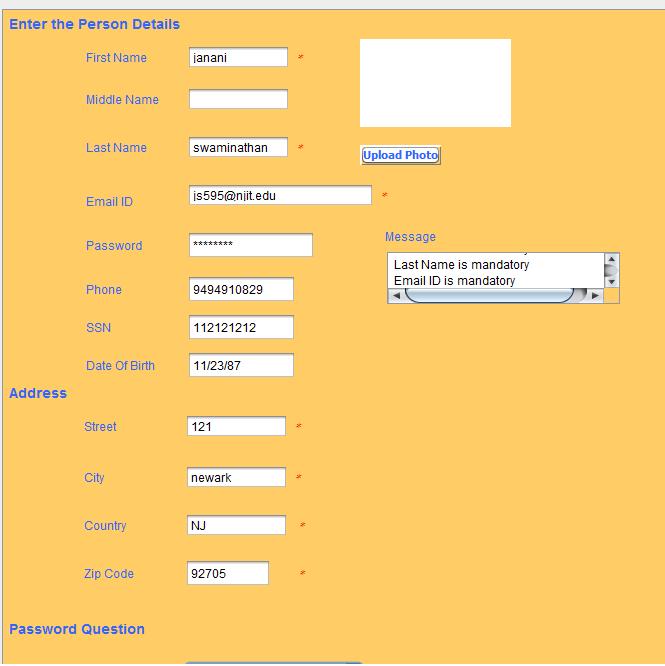 Enter the Person Details
First Name janani *
Middle Name
Last Name swaminathan * Upload Photo
Email ID js595@njit.edu *
Password ********
Message
Last Name is mandatory
Email ID is mandatory
Phone 9494910829
SSN 112121212
Date Of Birth 11/23/87
Address
Street 121 *
City newark *
Country NJ *
Zip Code 92705 *
Password Question